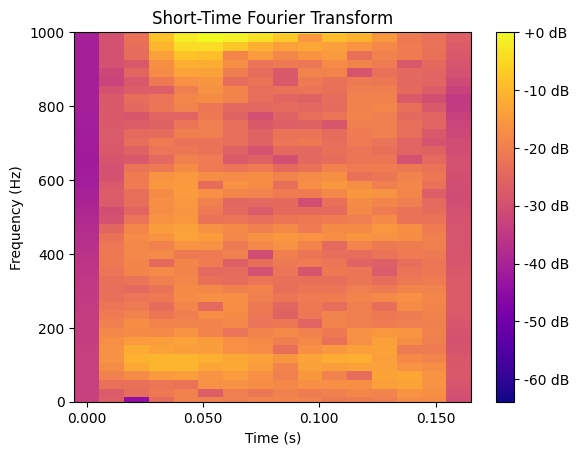 Short-Time Fourier Transform
1000
800
600
400
200
0
Frequency (Hz)
0.000
0.050
0.100
0.150
Time (s)
+0 dB
-10 dB
-20 dB
-30 dB
-40 dB
-50 dB
-60 dB